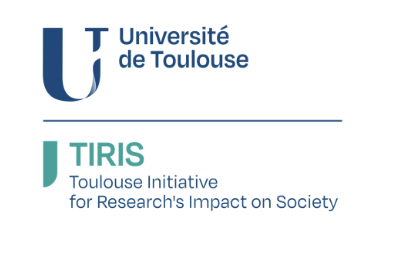 Université
de Toulouse
TIRIS
Toulouse Initiative
for Research's Impact on Society